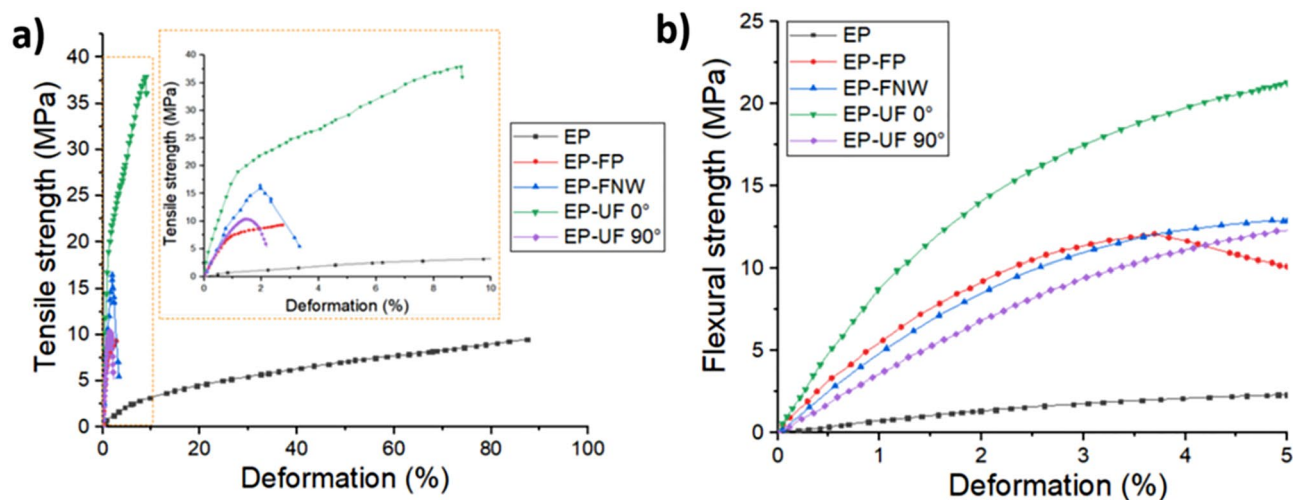 a)
Tensile strength (MPa)
40
35
30
25
20
15
10
5
0
0 20 40 60 80 100
Deformation (%)
Tensile strength (MPa)
40
35
30
25
20
15
10
5
0
0 2 4 6 8 10
Deformation (%)
EP
EP-FP
EP-FNW
EP-UF 0°
EP-UF 90°
b)
Flexural strength (MPa)
25
20
15
10
5
0
0 1 2 3 4 5
Deformation (%)
EP
EP-FP
EP-FNW
EP-UF 0°
EP-UF 90°